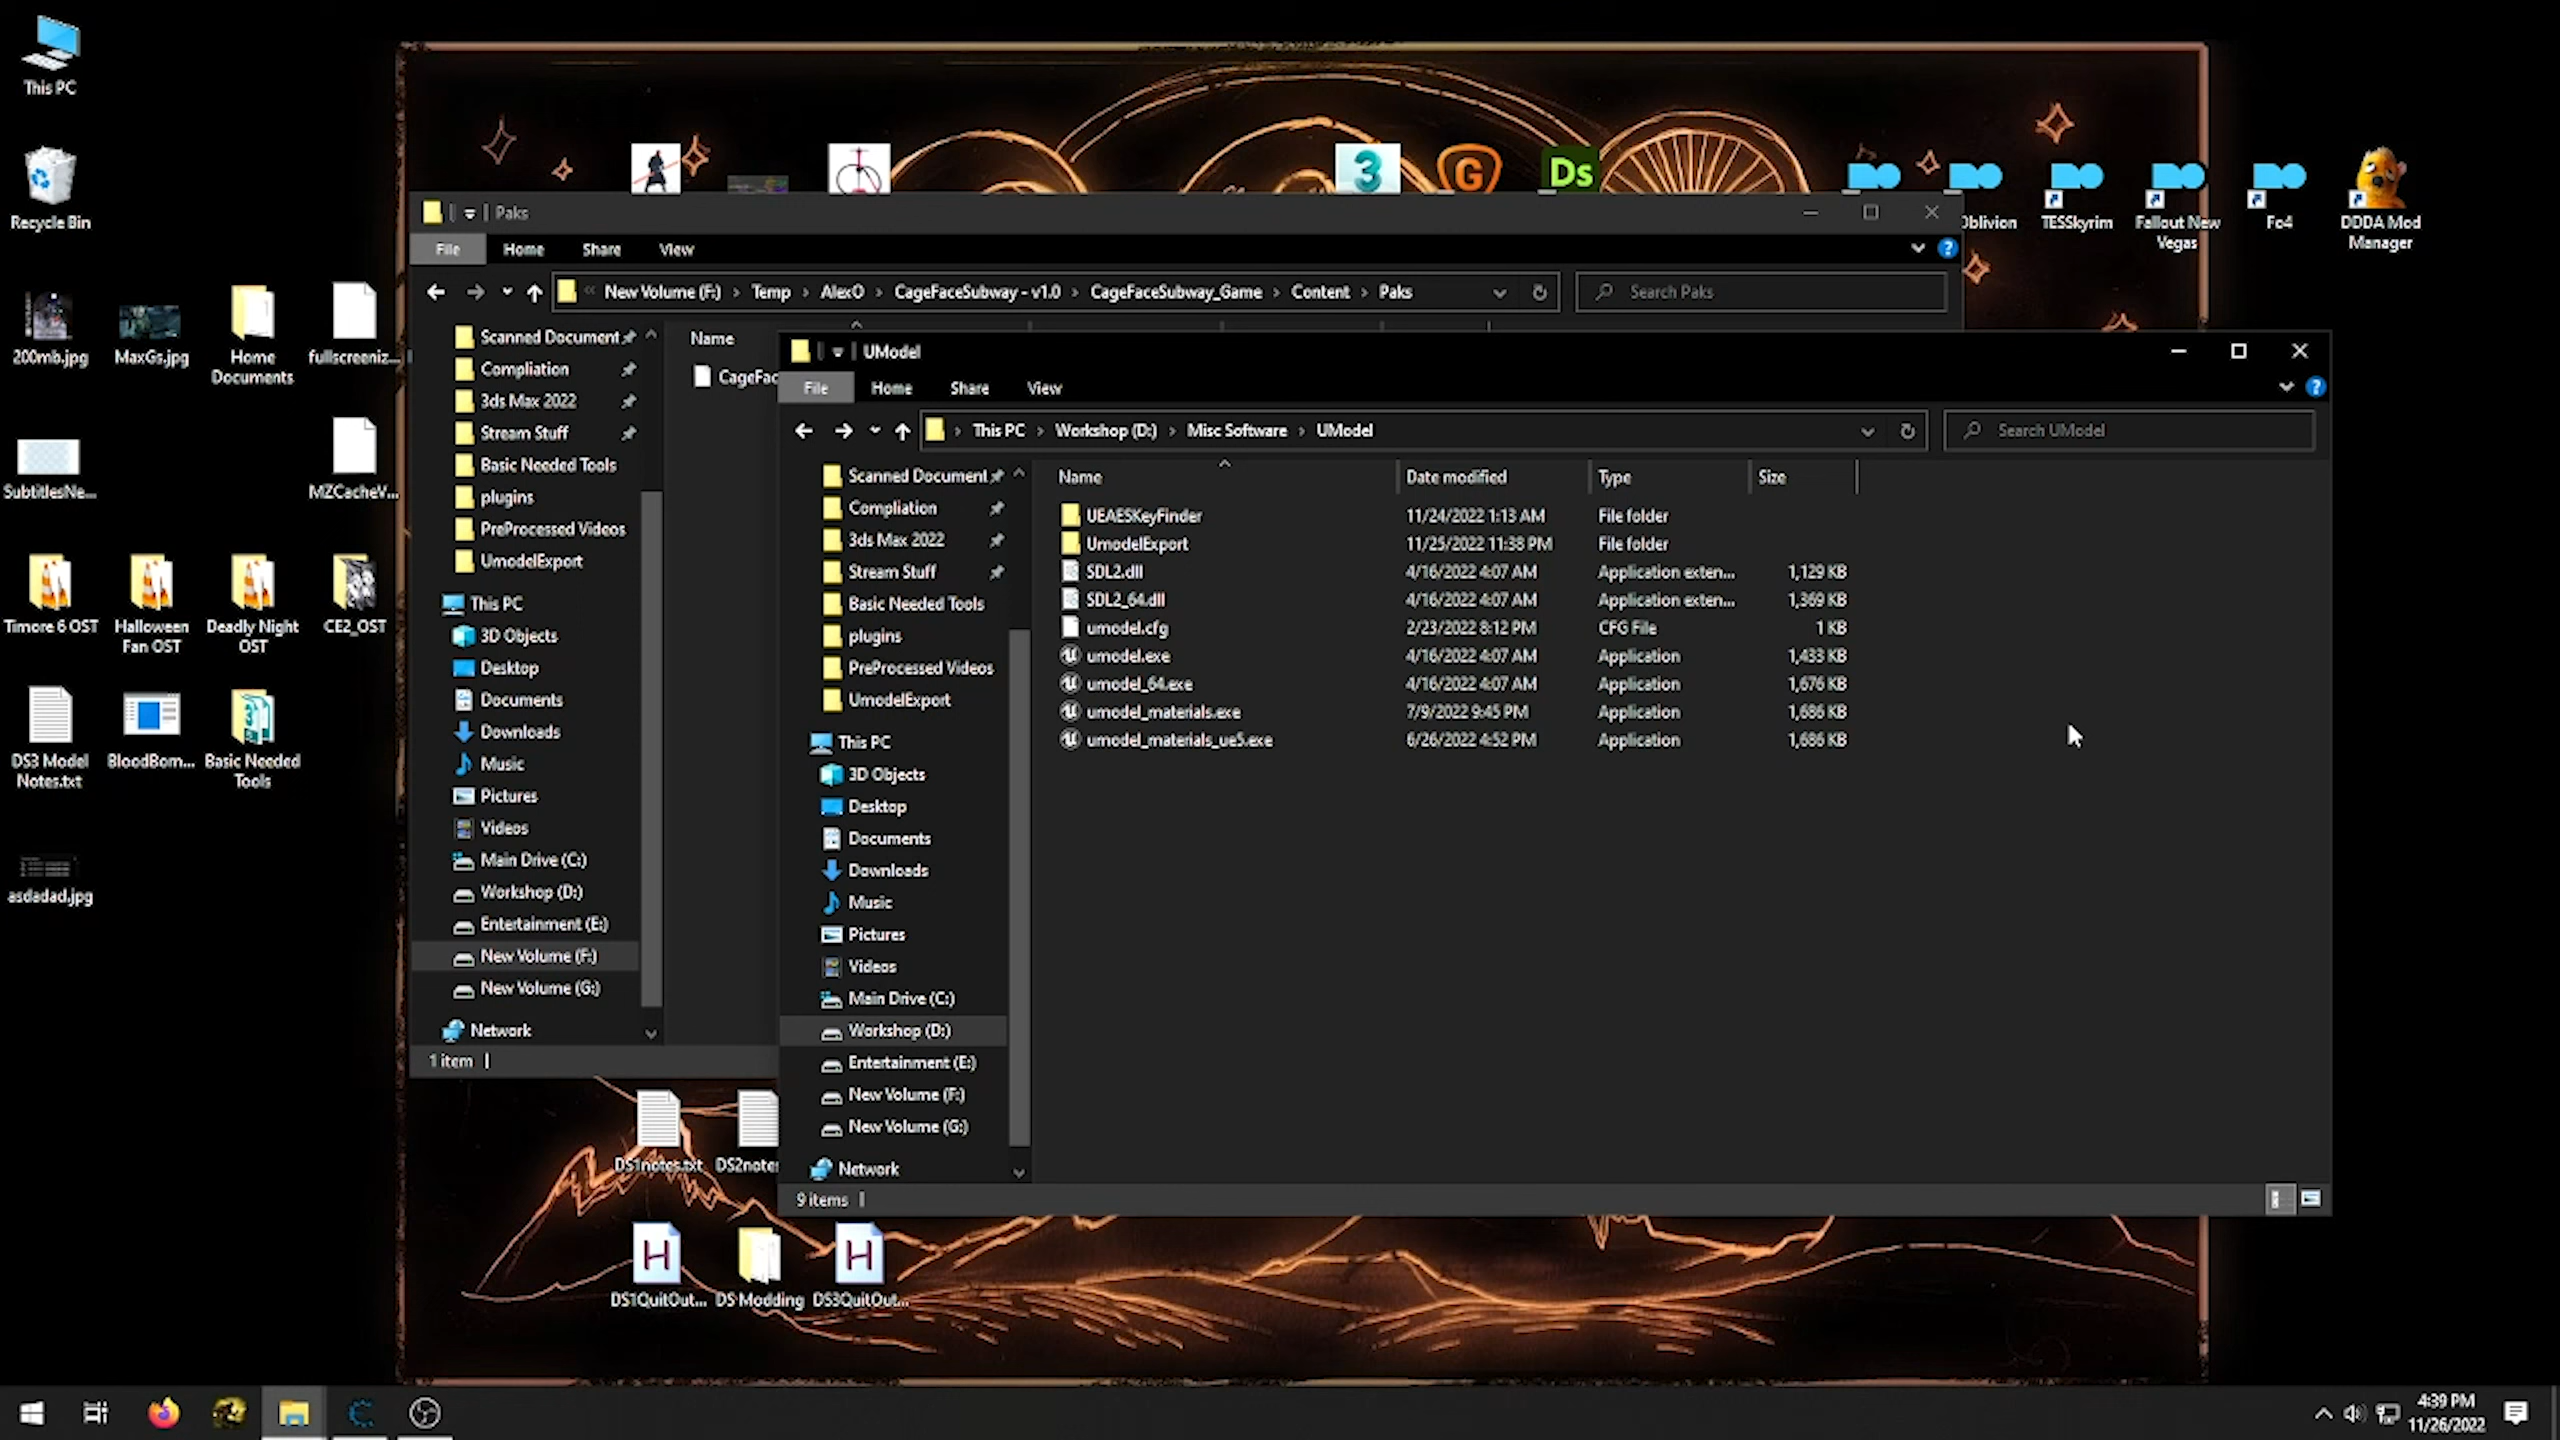 This PC
Recycle Bin
200mb.jpg
MaxGs.jpg
Home
Documents
fullscreeniz...
SubtitlesNe...
MZCacheV...
Timore 6 OST
Halloween
Fan OST
Deadly Night
OST
CE2_OST
DS3 Model
Notes.txt
BloodBorn...
Basic Needed
Tools
asdadad.jpg
3
G
Ds
Oblivion
TESSkyrim
Fallout New
Vegas
Fo4
DDDA Mod
Manager
Paks
File
Home
Share
View
« New Volume (F:) > Temp > AlexO > CageFaceSubway - v1.0 > CageFaceSubway_Game > Content > Paks
Search Paks
Scanned Document
Compliation
3ds Max 2022
Stream Stuff
Basic Needed Tools
plugins
PreProcessed Videos
UmodelExport
This PC
3D Objects
Desktop
Documents
Downloads
Music
Pictures
Videos
Main Drive (C:)
Workshop (D:)
Entertainment (E:)
New Volume (F:)
New Volume (G:)
Network
1 item
Name
CageFac
UModel
File
Home
Share
View
> This PC > Workshop (D:) > Misc Software > UModel
Search UModel
Scanned Document
Compliation
3ds Max 2022
Stream Stuff
Basic Needed Tools
plugins
PreProcessed Videos
UmodelExport
This PC
3D Objects
Desktop
Documents
Downloads
Music
Pictures
Videos
Main Drive (C:)
Workshop (D:)
Entertainment (E:)
New Volume (F:)
New Volume (G:)
Network
9 items
Name Date modified Type Size
UEAESKeyFinder 11/24/2022 1:13 AM File folder
UmodelExport 11/25/2022 11:38 PM File folder
SDL2.dll 4/16/2022 4:07 AM Application exten... 1,129 KB
SDL2_64.dll 4/16/2022 4:07 AM Application exten... 1,369 KB
umodel.cfg 2/23/2022 8:12 PM CFG File 1 KB
umodel.exe 4/16/2022 4:07 AM Application 1,433 KB
umodel_64.exe 4/16/2022 4:07 AM Application 1,676 KB
umodel_materials.exe 7/9/2022 9:45 PM Application 1,686 KB
umodel_materials_ue5.exe 6/26/2022 4:52 PM Application 1,686 KB
DS1notes.txt
DS2notes
H
H
DS1QuitOut...
DS Modding
DS3QuitOut...
4:39 PM
11/26/2022